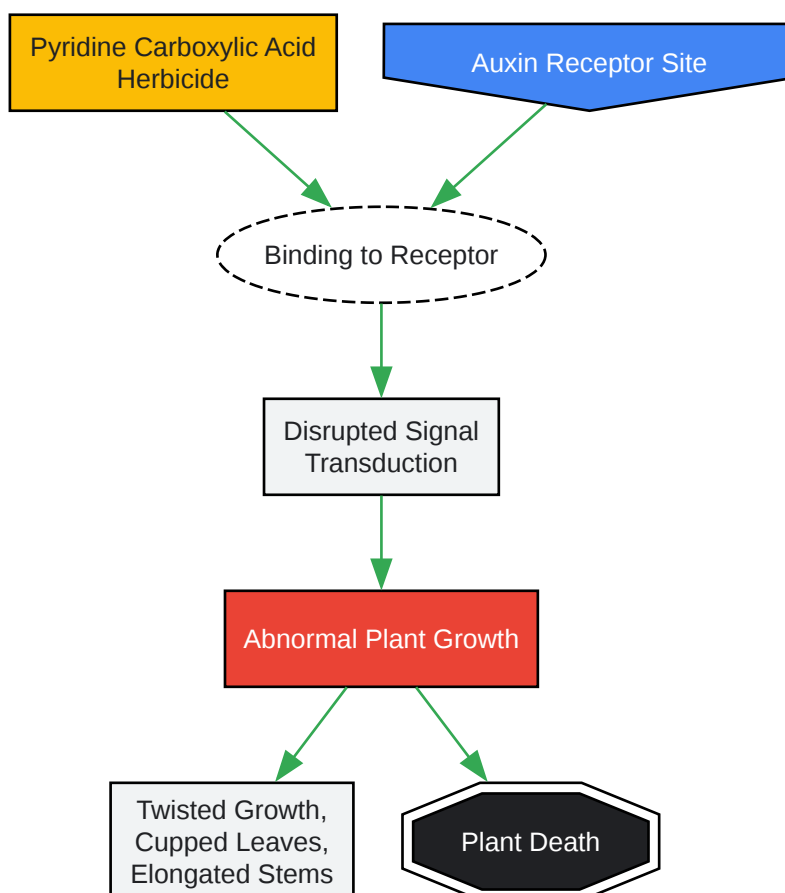 Pyridine Carboxylic Acid
Herbicide
Auxin Receptor Site
Binding to Receptor
Disrupted Signal
Transduction
Abnormal Plant Growth
Twisted Growth,
Cupped Leaves,
Elongated Stems
Plant Death